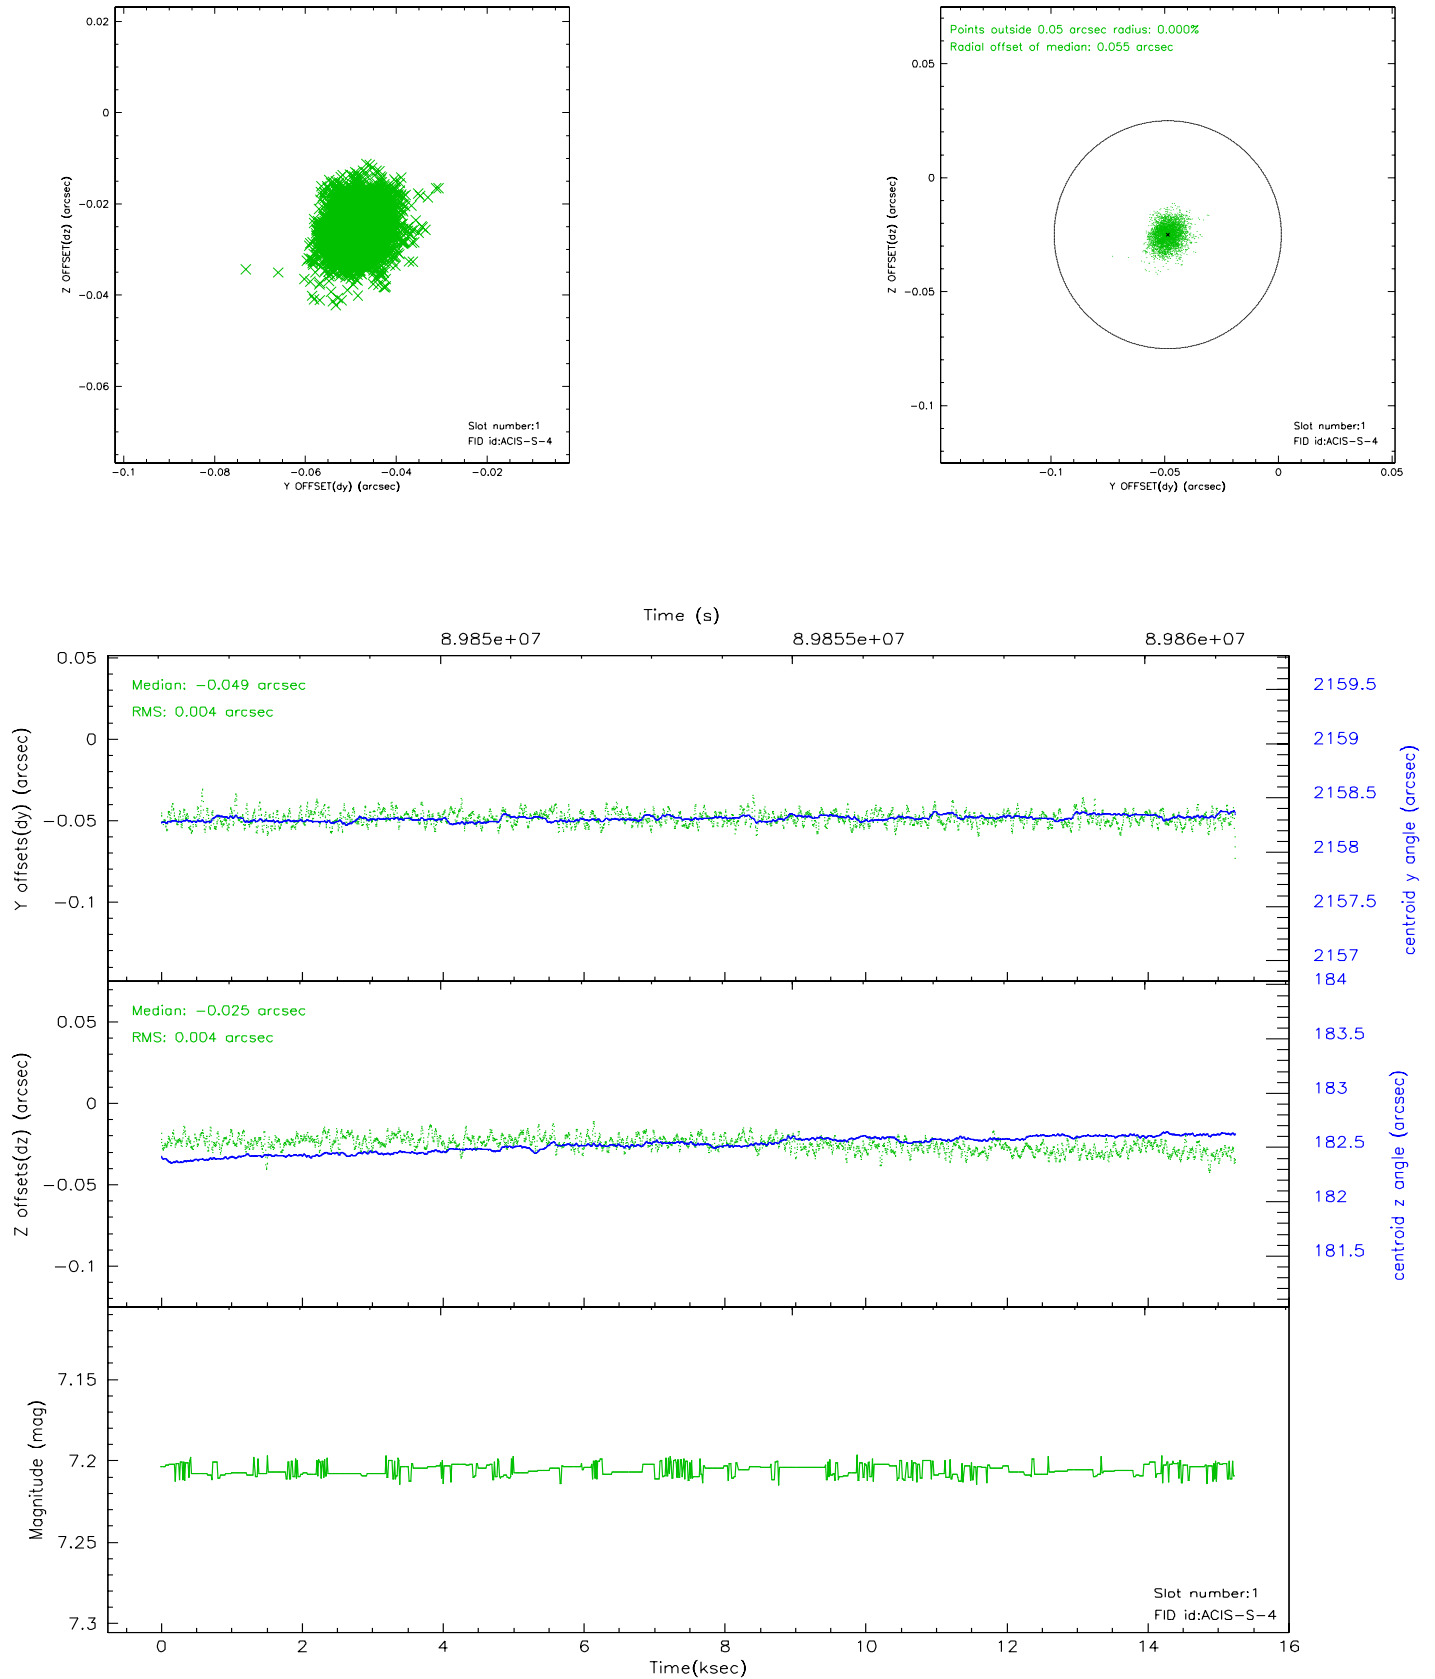 0.02
0
-0.02
-0.04
-0.06
Z OFFSET(dz) (arcsec)
Slot number:1
FID id:ACIS-S-4
-0.1
-0.08
-0.06
-0.04
-0.02
Y OFFSET(dy) (arcsec)
Points outside 0.05 arcsec radius: 0.000%
Radial offset of median: 0.055 arcsec
0.05
0
-0.05
-0.1
Z OFFSET(dz) (arcsec)
Slot number:1
FID id:ACIS-S-4
-0.1
-0.05
0
0.05
Y OFFSET(dy) (arcsec)
Time (s)
8.985e+07
8.9855e+07
8.986e+07
Median: -0.049 arcsec
RMS: 0.004 arcsec
0.05
0
-0.05
-0.1
Y offsets(dy) (arcsec)
2159.5
2159
2158.5
2158
2157.5
2157
centroid y angle (arcsec)
Median: -0.025 arcsec
RMS: 0.004 arcsec
0.05
0
-0.05
-0.1
Z offsets(dz) (arcsec)
184
183.5
183
182.5
182
181.5
centroid z angle (arcsec)
7.15
7.2
7.25
7.3
Magnitude (mag)
Slot number:1
FID id:ACIS-S-4
0
2
4
6
8
10
12
14
16
Time(ksec)